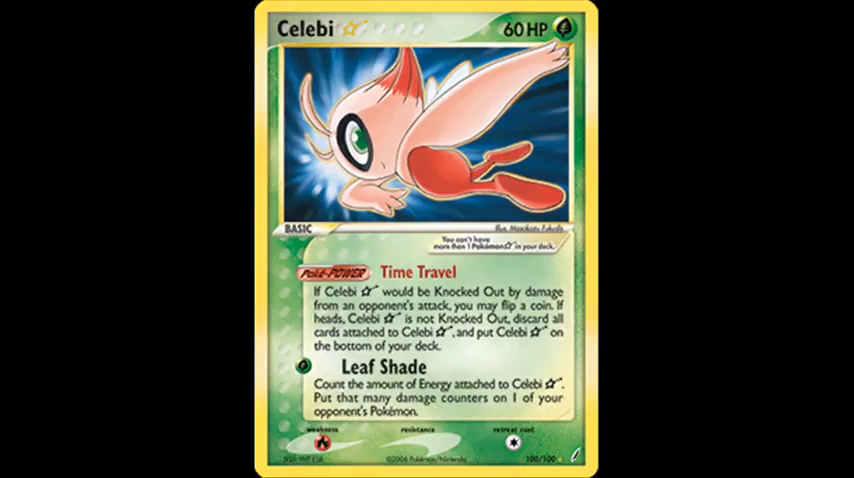 Celebi ☆
60 HP
BASIC
Illus. Masakazu Fukuda
You can't have
more than 1 Pokémon ☆ in your deck.
Poké-POWER Time Travel
If Celebi ☆ would be Knocked Out by damage
from an opponent's attack, you may flip a coin. If
heads, Celebi ☆ is not Knocked Out, discard all
cards attached to Celebi ☆, and put Celebi ☆ on
the bottom of your deck.
Leaf Shade
Count the amount of Energy attached to Celebi ☆.
Put that many damage counters on 1 of your
opponent's Pokémon.
weakness resistance retreat cost
©2006 Pokémon/Nintendo 100/100